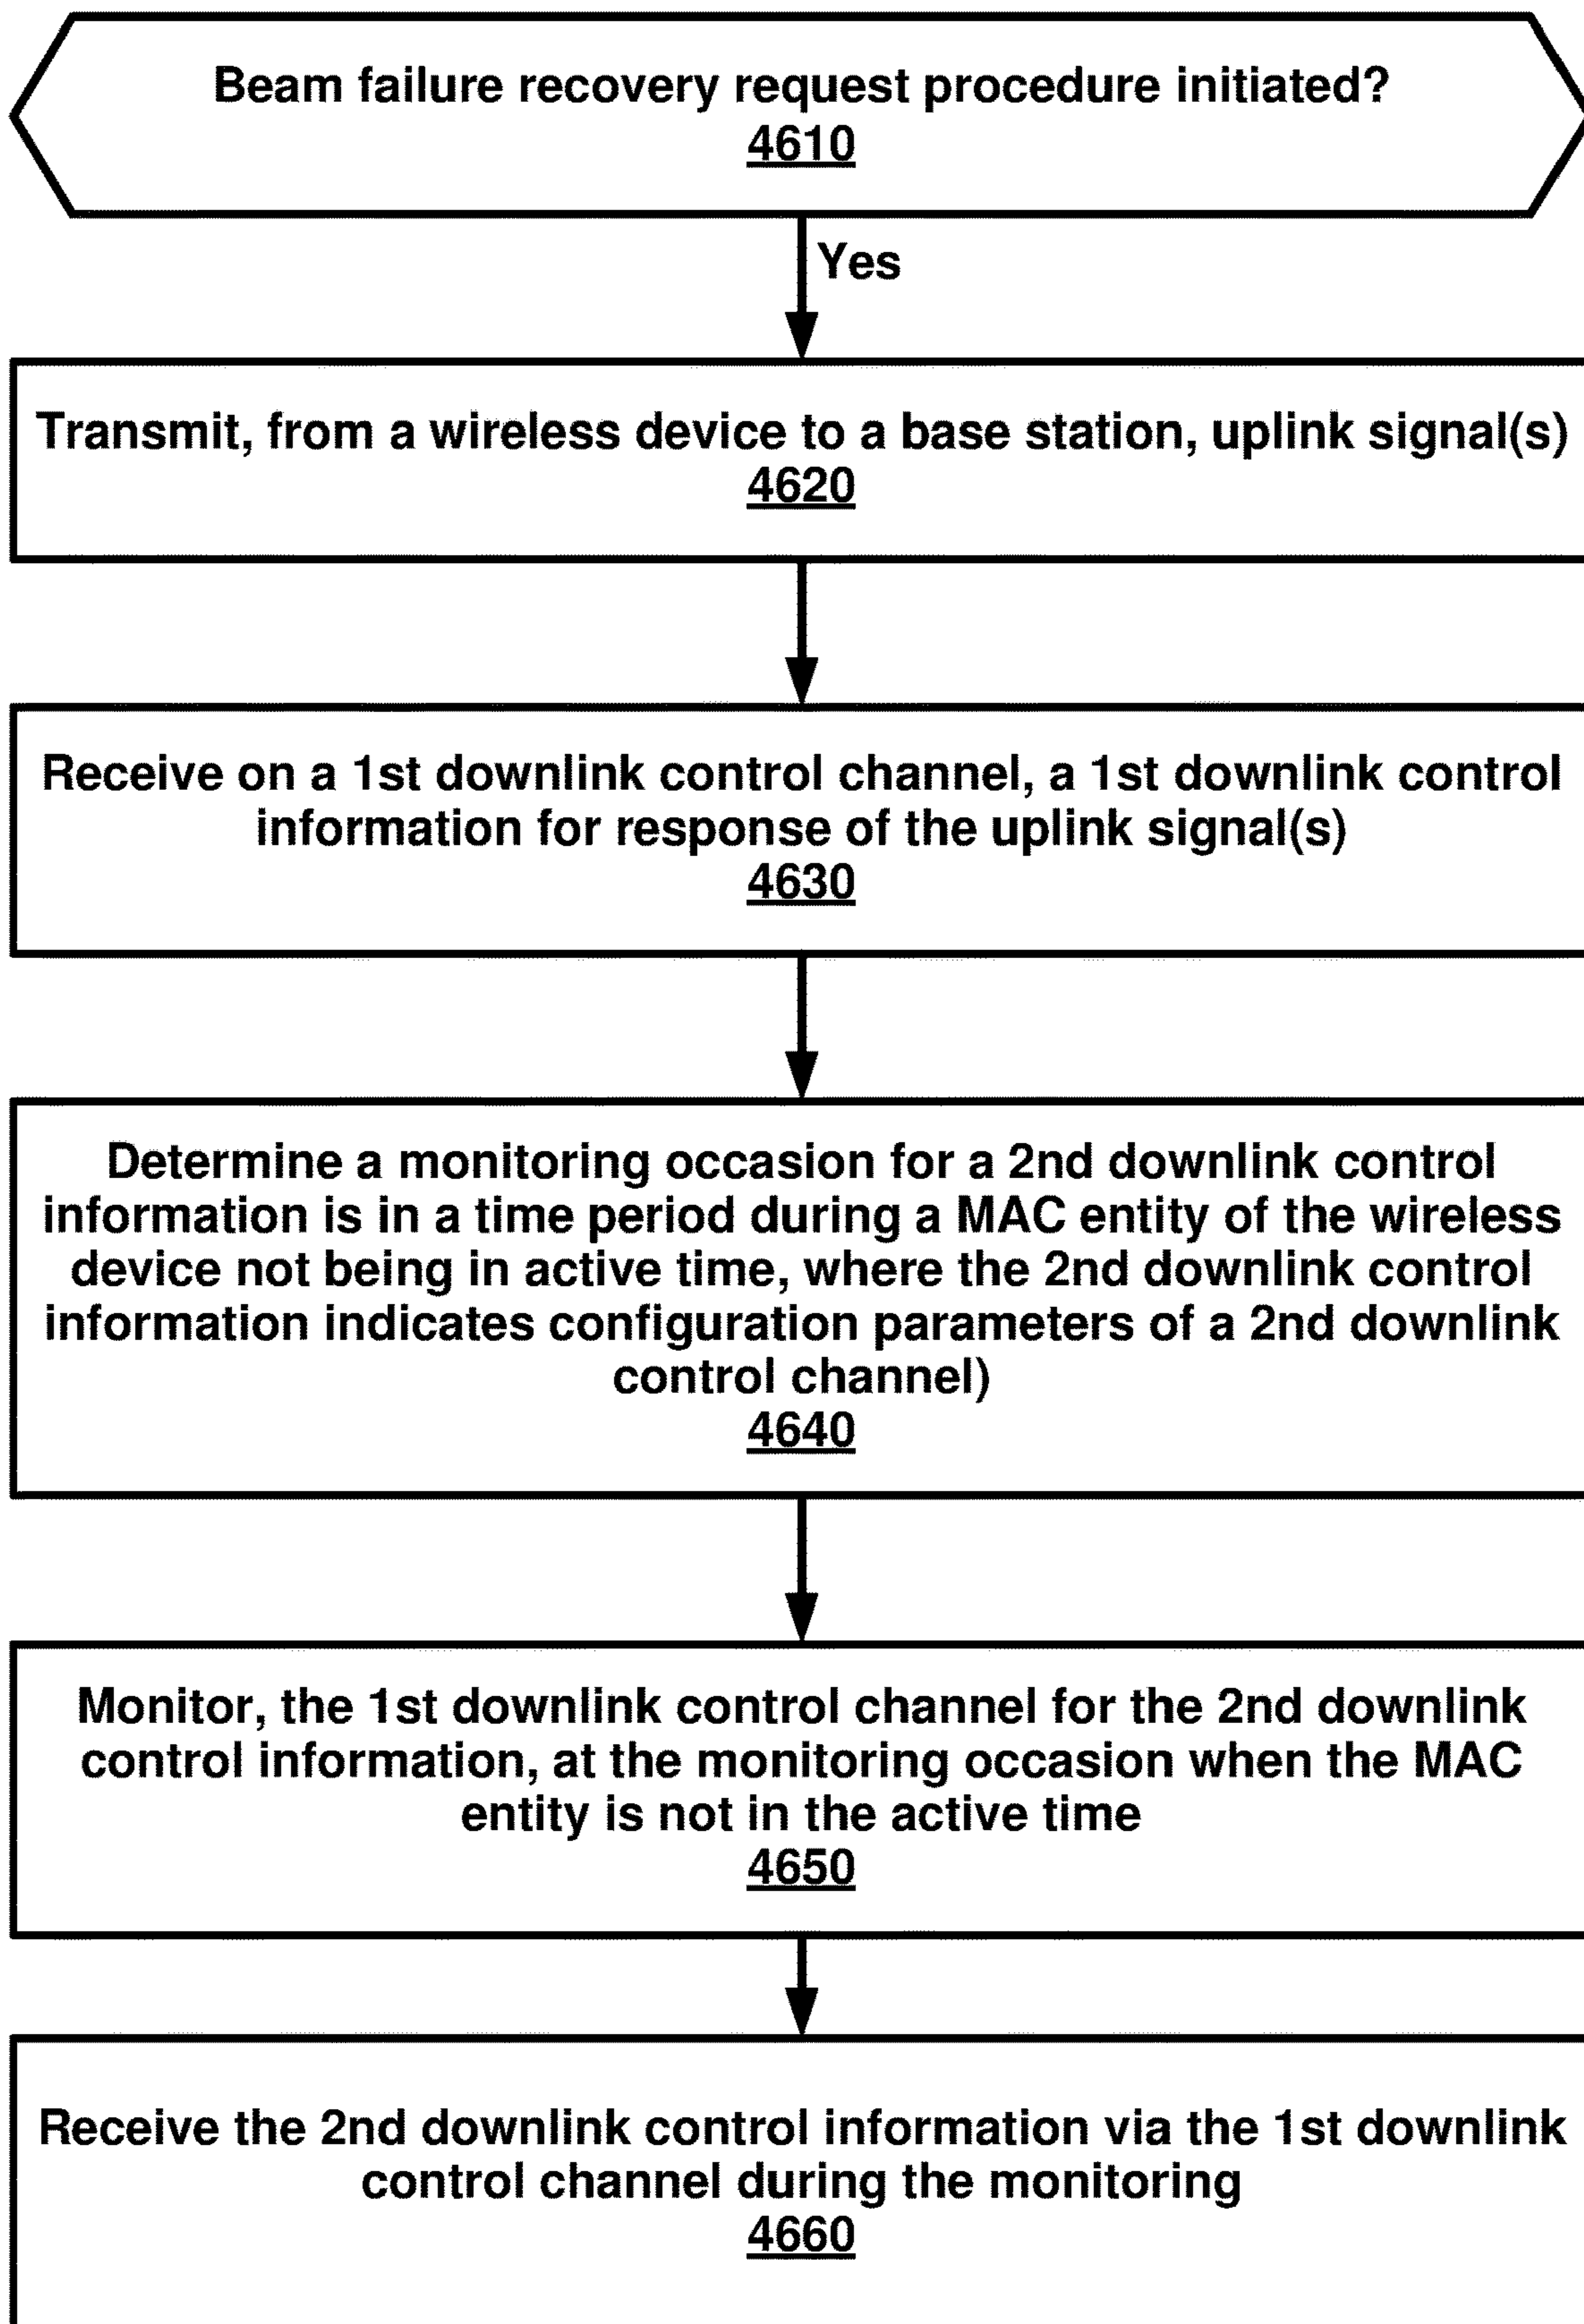 Beam failure recovery request procedure initiated?
4610
Yes
Transmit, from a wireless device to a base station, uplink signal(s)
4620
Receive on a 1st downlink control channel, a 1st downlink control
information for response of the uplink signal(s)
4630
Determine a monitoring occasion for a 2nd downlink control
information is in a time period during a MAC entity of the wireless
device not being in active time, where the 2nd downlink control
information indicates configuration parameters of a 2nd downlink
control channel)
4640
Monitor, the 1st downlink control channel for the 2nd downlink
control information, at the monitoring occasion when the MAC
entity is not in the active time
4650
Receive the 2nd downlink control information via the 1st downlink
control channel during the monitoring
4660